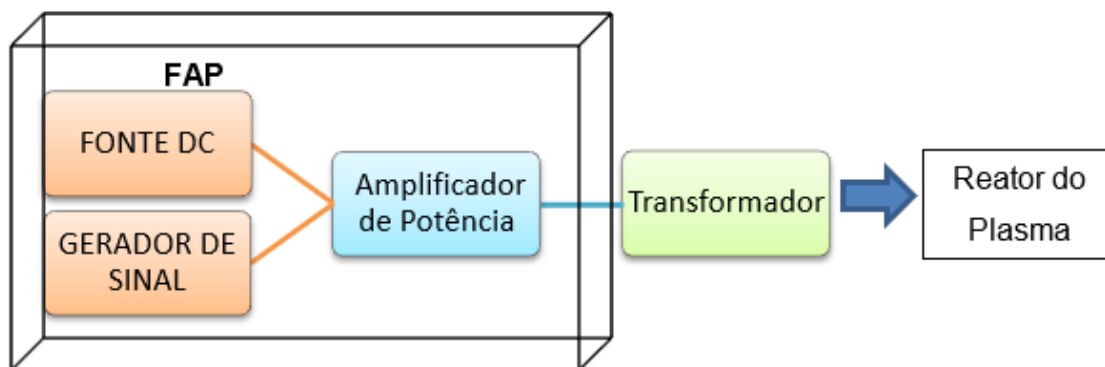 FAP
FONTE DC
GERADOR DE
SINAL
Amplificador
de Potência
Transformador
Reator do
Plasma